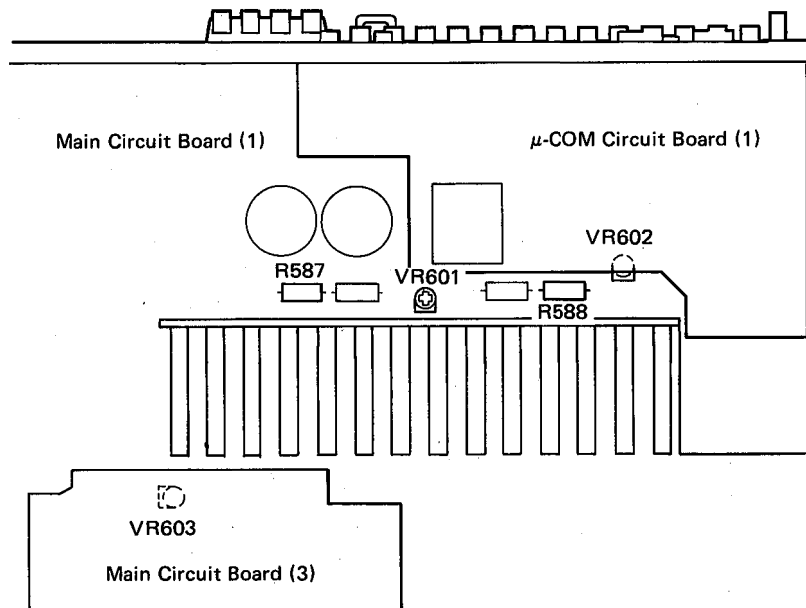 Main Circuit Board (1)
μ-COM Circuit Board (1)
VR602
R587
VR601
R588
VR603
Main Circuit Board (3)